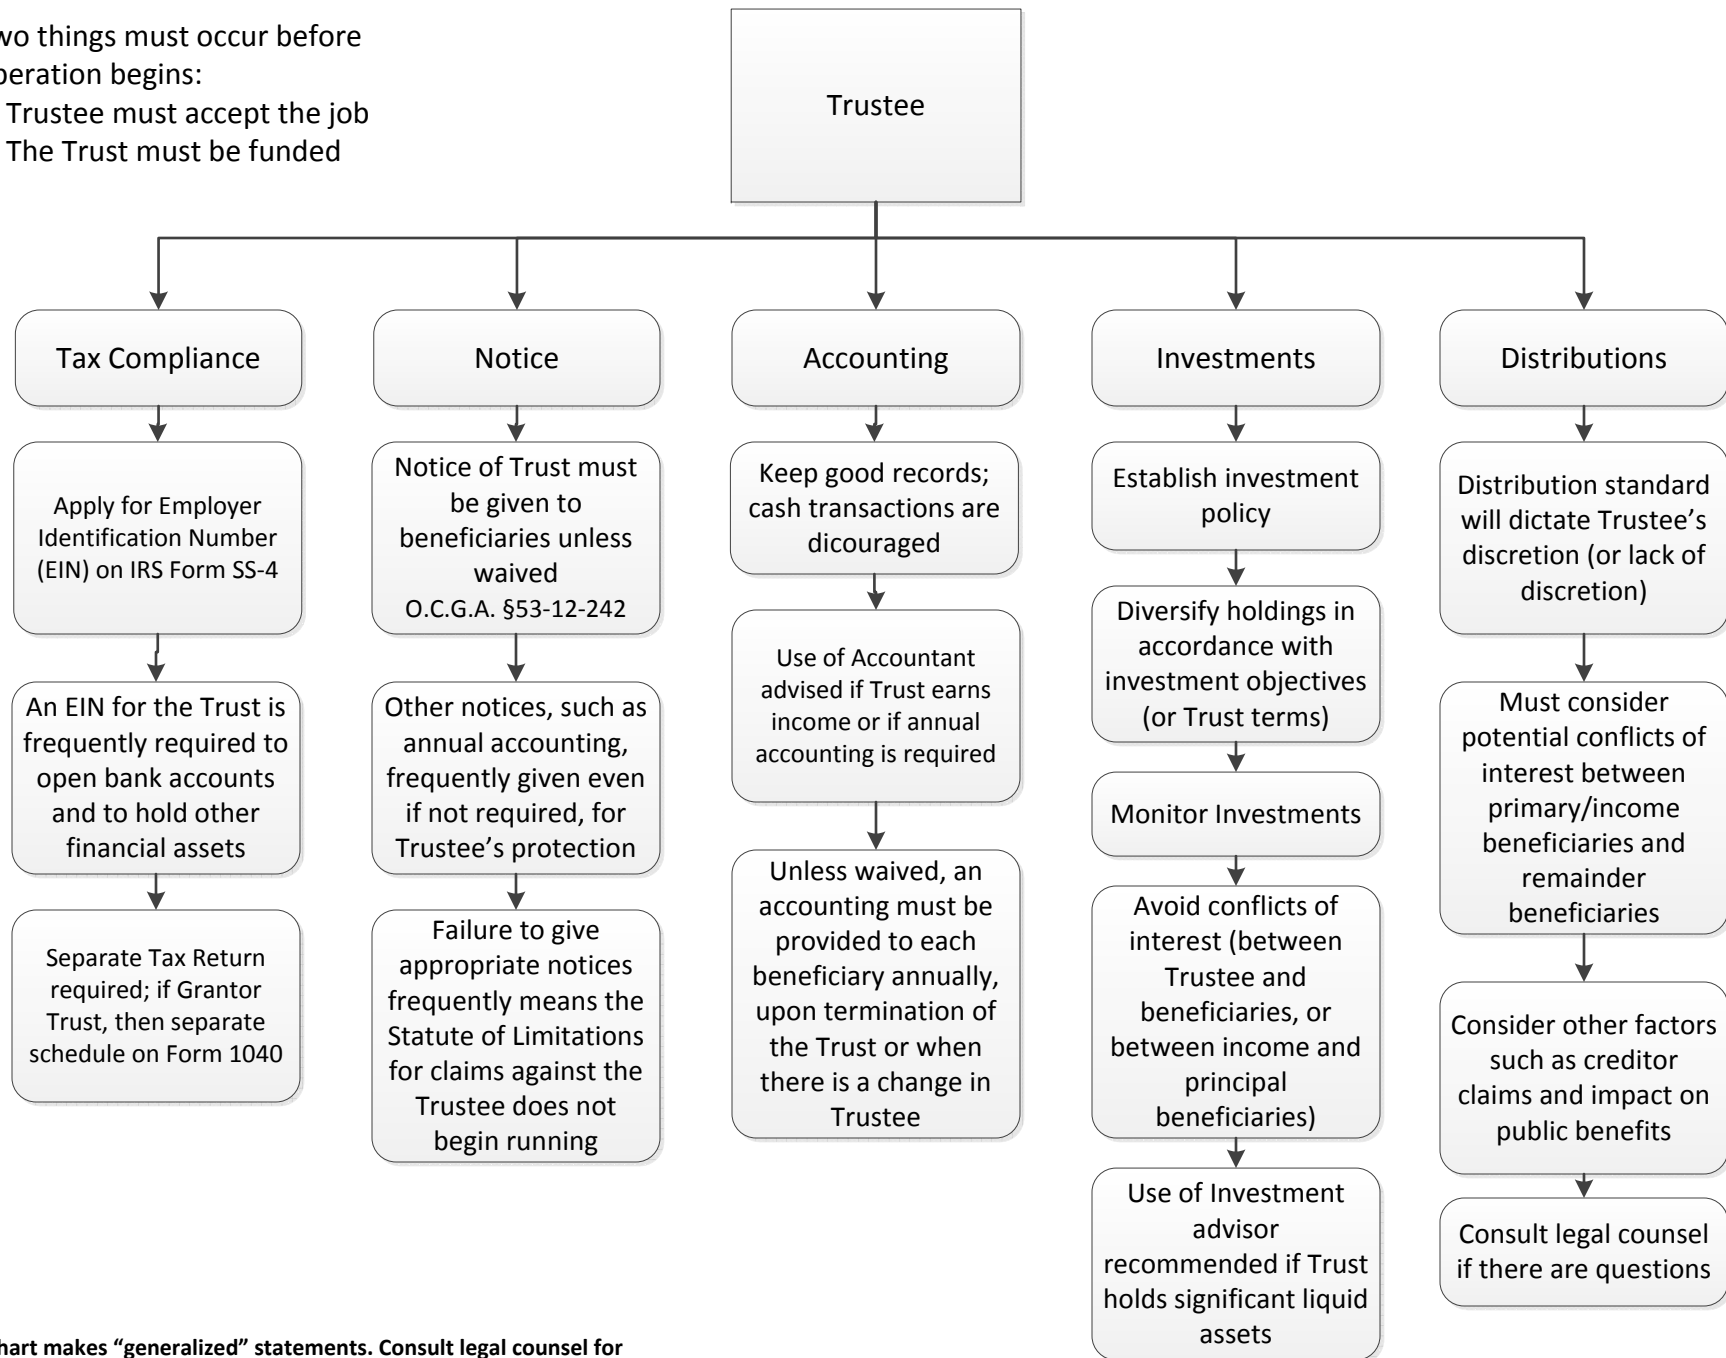 wo things must occur before
peration begins:
Trustee must accept the job
The Trust must be funded
Trustee
Tax Compliance
Apply for Employer
Identification Number
(EIN) on IRS Form SS-4
An EIN for the Trust is
frequently required to
open bank accounts
and to hold other
financial assets
Separate Tax Return
required; if Grantor
Trust, then separate
schedule on Form 1040
Notice
Notice of Trust must
be given to
beneficiaries unless
waived
O.C.G.A. §53-12-242
Other notices, such as
annual accounting,
frequently given even
if not required, for
Trustee’s protection
Failure to give
appropriate notices
frequently means the
Statute of Limitations
for claims against the
Trustee does not
begin running
Accounting
Keep good records;
cash transactions are
dicouraged
Use of Accountant
advised if Trust earns
income or if annual
accounting is required
Unless waived, an
accounting must be
provided to each
beneficiary annually,
upon termination of
the Trust or when
there is a change in
Trustee
Investments
Establish investment
policy
Diversify holdings in
accordance with
investment objectives
(or Trust terms)
Monitor Investments
Avoid conflicts of
interest (between
Trustee and
beneficiaries, or
between income and
principal
beneficiaries)
Use of Investment
advisor
recommended if Trust
holds significant liquid
assets
Distributions
Distribution standard
will dictate Trustee’s
discretion (or lack of
discretion)
Must consider
potential conflicts of
interest between
primary/income
beneficiaries and
remainder
beneficiaries
Consider other factors
such as creditor
claims and impact on
public benefits
Consult legal counsel
if there are questions
hart makes “generalized” statements. Consult legal counsel for